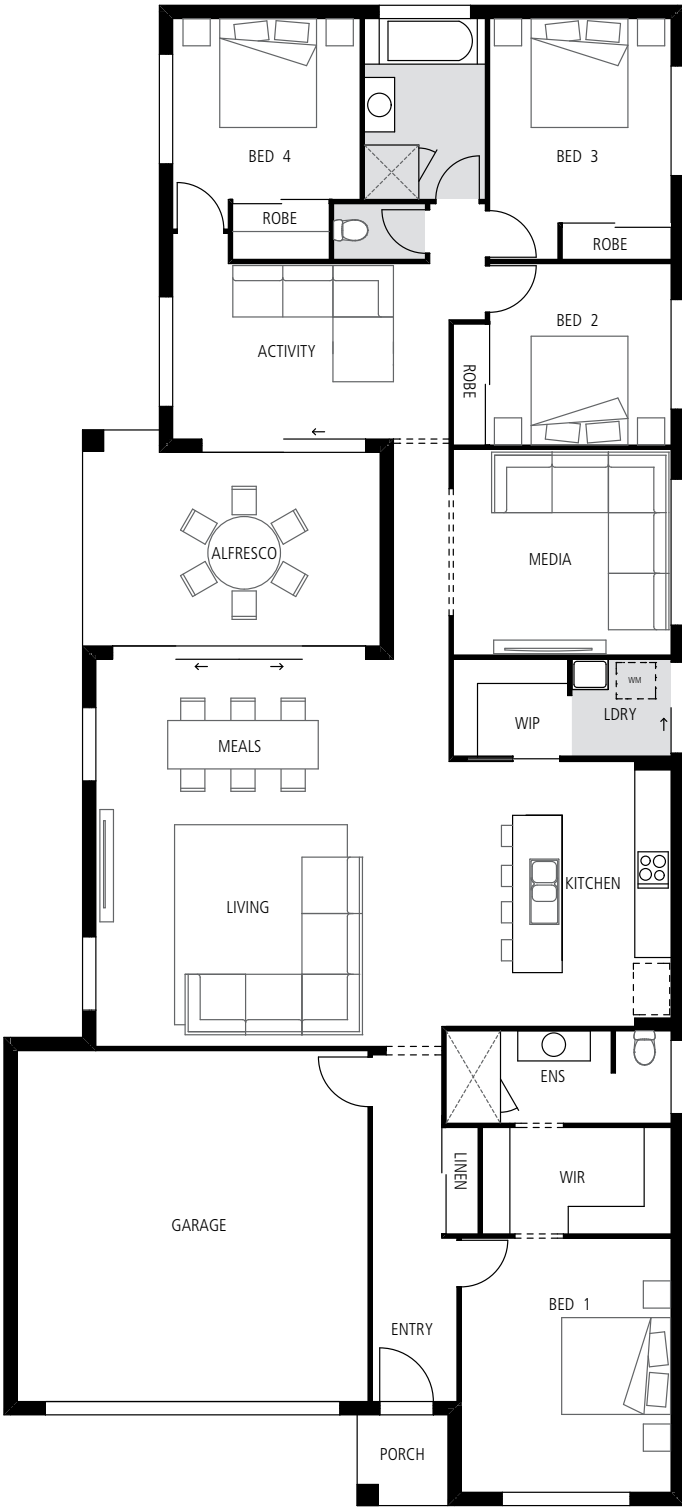 BED 4
BED 3
ROBE
ROBE
BED 2
ACTIVITY
ROBE
ALFRESCO
MEDIA
WM
LDRY
WIP
MEALS
KITCHEN
LIVING
ENS
LINEN
WIR
GARAGE
BED 1
ENTRY
PORCH